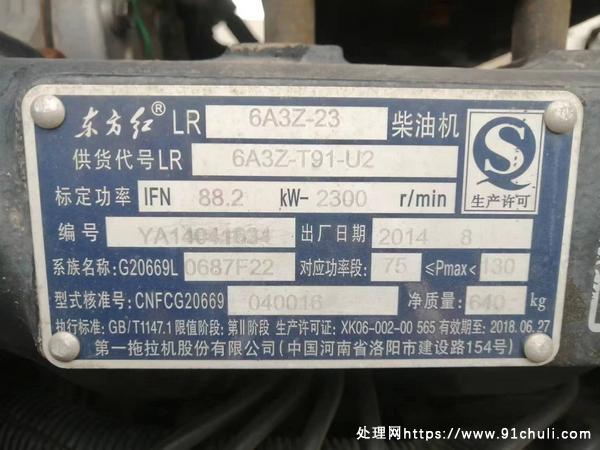 东方红® LR 6A3Z-23 柴油机
供货代号LR 6A3Z-T91-U2
标定功率 IFN 88.2 kW- 2300 r/min
生产许可
编号 YA14041634 出厂日期 2014 8
系族名称:G20669L 0687F22 对应功率段: 75 ≤Pmax< 130
型式核准号:CNFCG20669 040016 净质量: 640 kg
执行标准: GB/T1147.1 限值阶段: 第II阶段 生产许可证: XK06-002-00 565 有效期至: 2018.06.27
第一拖拉机股份有限公司(中国河南省洛阳市建设路154号)
处理网https://www.91chuli.com/